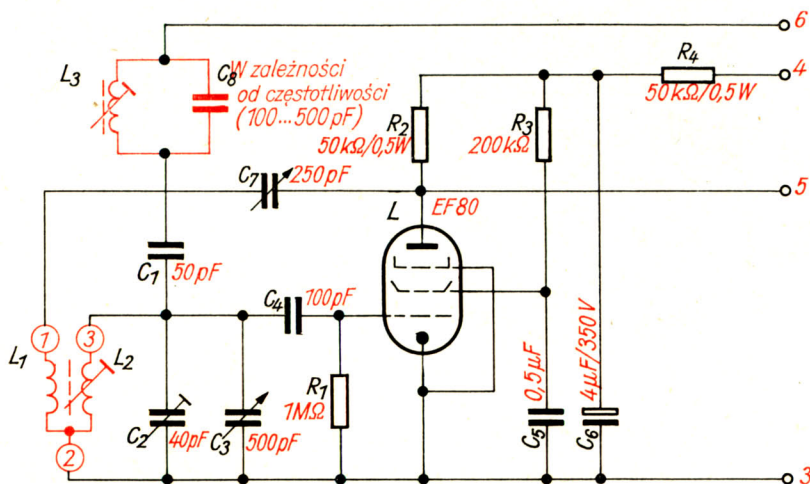 6
L3
C8
W zależności
od częstotliwości
(100...500 pF)
R4
4
50kΩ/0,5W
R2
50kΩ/0,5W
R3
200kΩ
C7
250 pF
5
L
EF80
C1
50pF
C4
100pF
1
3
L1
L2
R1
1MΩ
0,5µF
4µF/350V
C2
40pF
C3
500pF
C5
C6
2
3